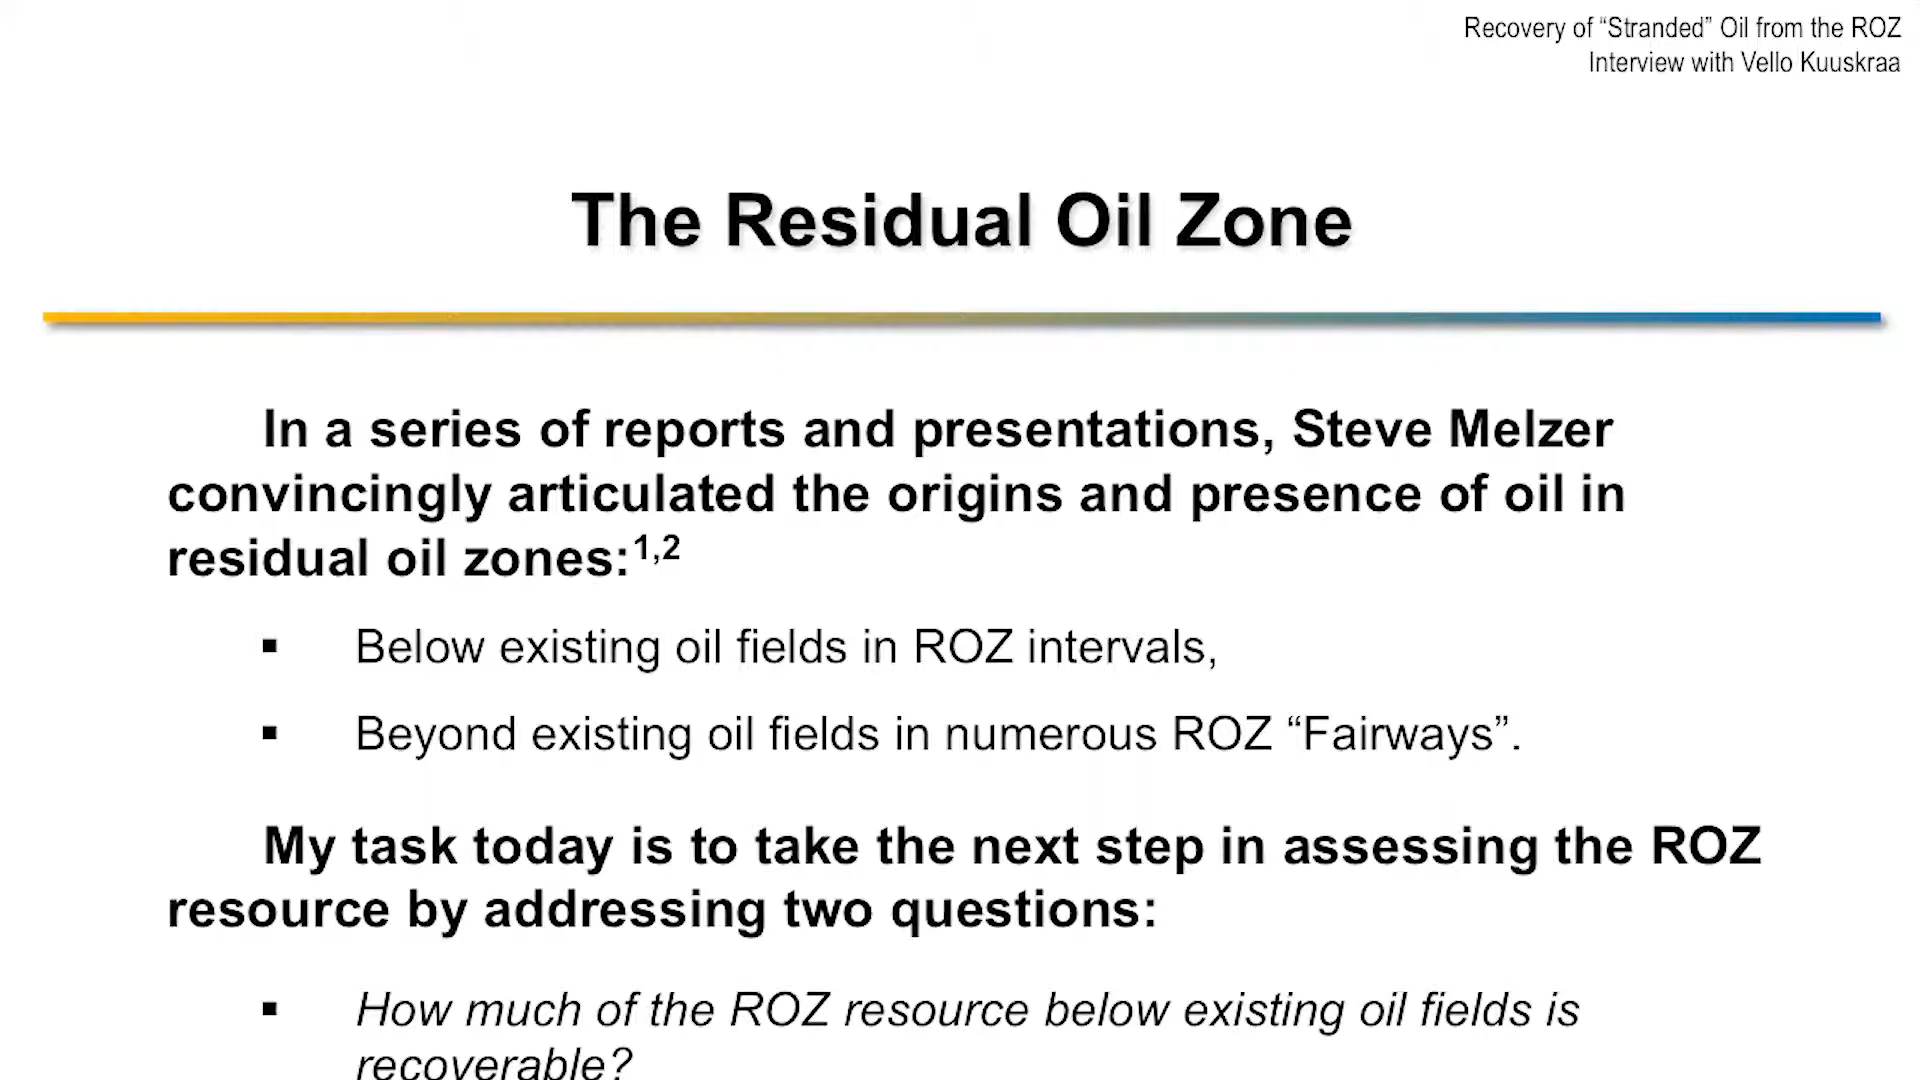 Recovery of “Stranded” Oil from the ROZ
Interview with Vello Kuuskraa
The Residual Oil Zone
In a series of reports and presentations, Steve Melzer
convincingly articulated the origins and presence of oil in
residual oil zones:1,2
▪ Below existing oil fields in ROZ intervals,
▪ Beyond existing oil fields in numerous ROZ “Fairways”.
My task today is to take the next step in assessing the ROZ
resource by addressing two questions:
▪ How much of the ROZ resource below existing oil fields is
recoverable?